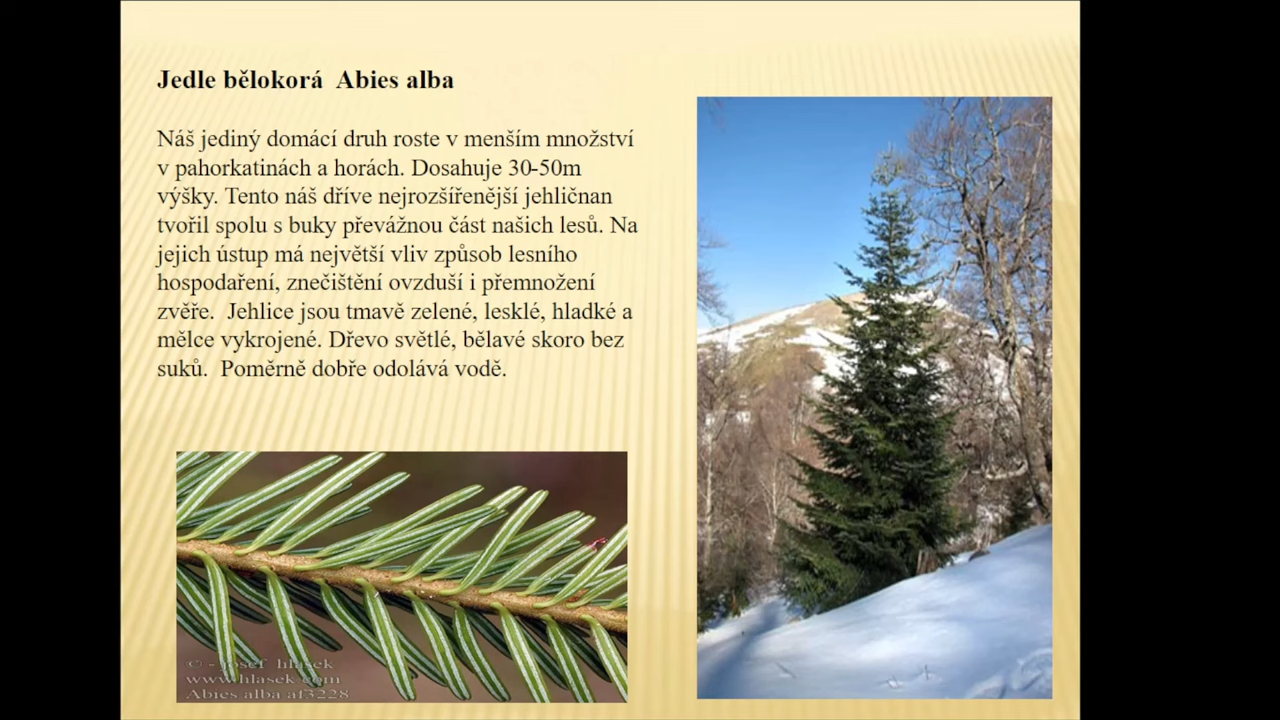 Jedle bělokorá  Abies alba
Náš jediný domácí druh roste v menším množství
v pahorkatinách a horách. Dosahuje 30-50m
výšky. Tento náš dříve nejrozšířenější jehličnan
tvořil spolu s buky převážnou část našich lesů. Na
jejich ústup má největší vliv způsob lesního
hospodaření, znečištění ovzduší i přemnožení
zvěře.  Jehlice jsou tmavě zelené, lesklé, hladké a
mělce vykrojené. Dřevo světlé, bělavé skoro bez
suků.  Poměrně dobře odolává vodě.
© - josef hlasek
www.hlasek.com
Abies alba af3228